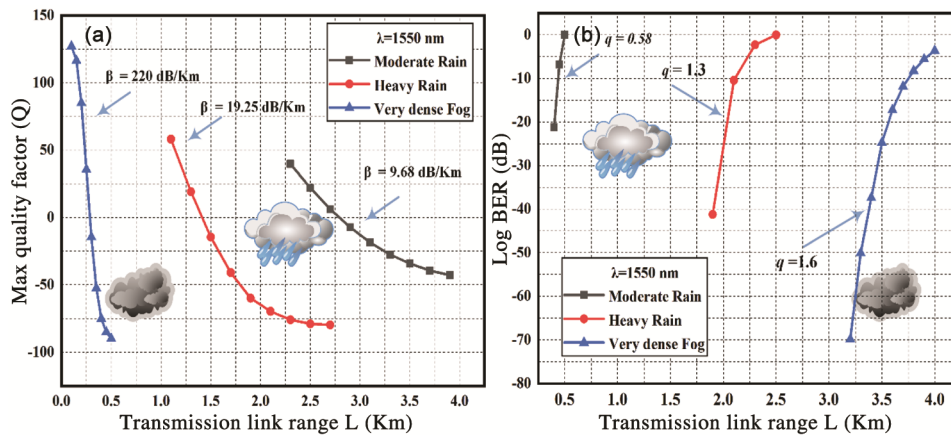 (a)
λ=1550 nm
Moderate Rain
Heavy Rain
Very dense Fog
β = 220 dB/Km
β = 19.25 dB/Km
β = 9.68 dB/Km
Max quality factor (Q)
150
125
100
75
50
25
0
-25
-50
-75
-100
0.0 0.5 1.0 1.5 2.0 2.5 3.0 3.5 4.0
Transmission link range L (Km)
(b)
q = 0.58
q = 1.3
q = 1.6
λ=1550 nm
Moderate Rain
Heavy Rain
Very dense Fog
Log BER (dB)
0
-10
-20
-30
-40
-50
-60
-70
-80
0.5 1.0 1.5 2.0 2.5 3.0 3.5 4.0
Transmission link range L (Km)